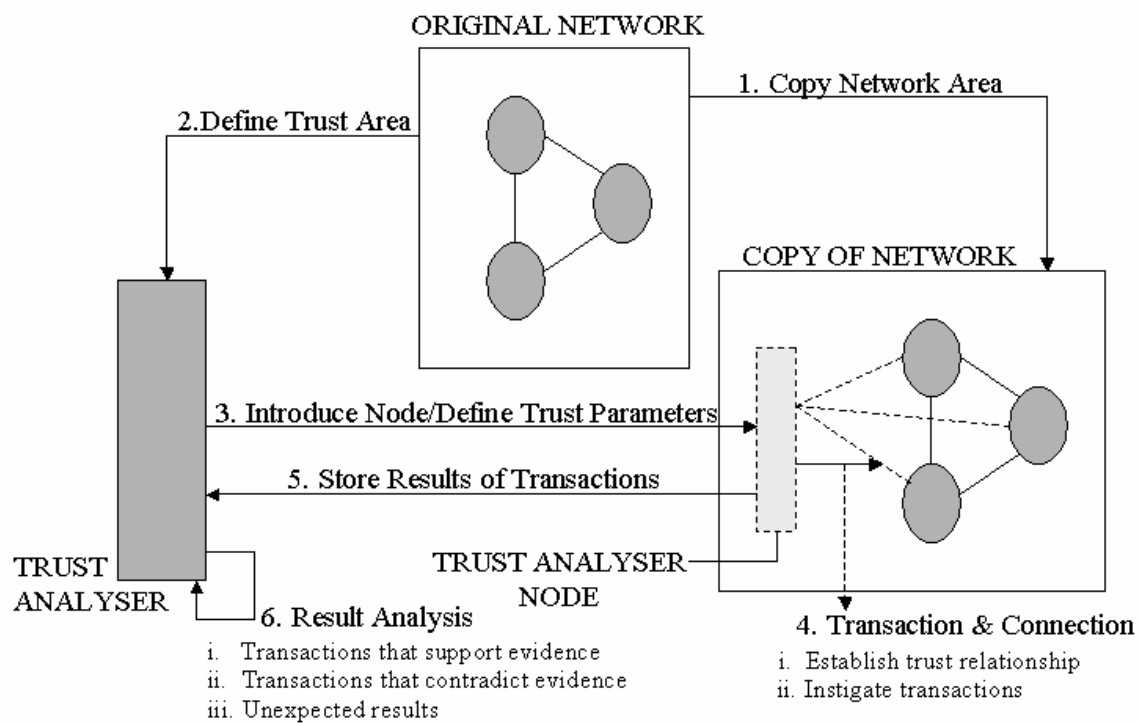 ORIGINAL NETWORK
1. Copy Network Area
2.Define Trust Area
COPY OF NETWORK
3. Introduce Node/Define Trust Parameters
5. Store Results of Transactions
TRUST ANALYSER
NODE
TRUST
ANALYSER
6. Result Analysis
i. Transactions that support evidence
ii. Transactions that contradict evidence
iii. Unexpected results
4. Transaction & Connection
i. Establish trust relationship
ii. Instigate transactions